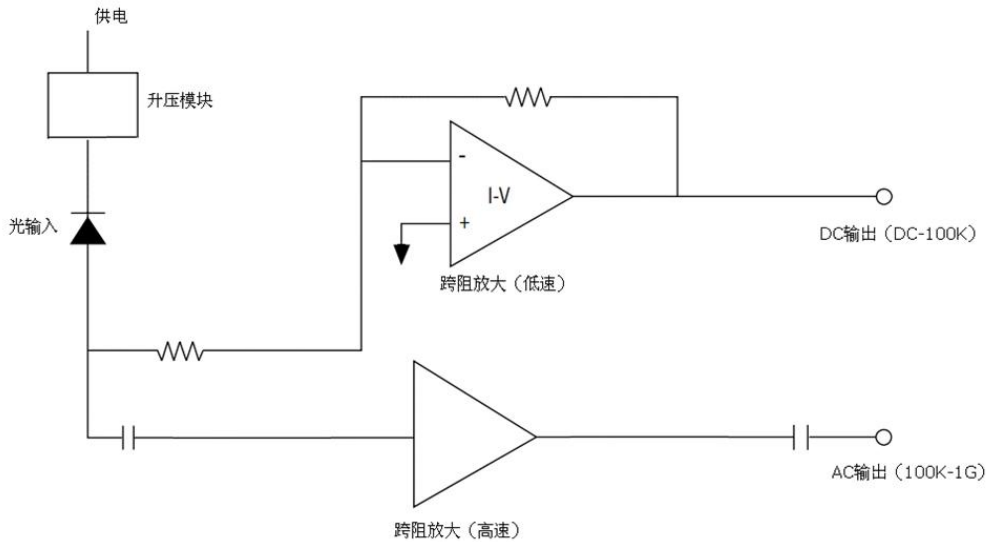 供电
升压模块
光输入
-
I-V
+
跨阻放大（低速）
DC输出（DC-100K）
跨阻放大（高速）
AC输出（100K-1G）